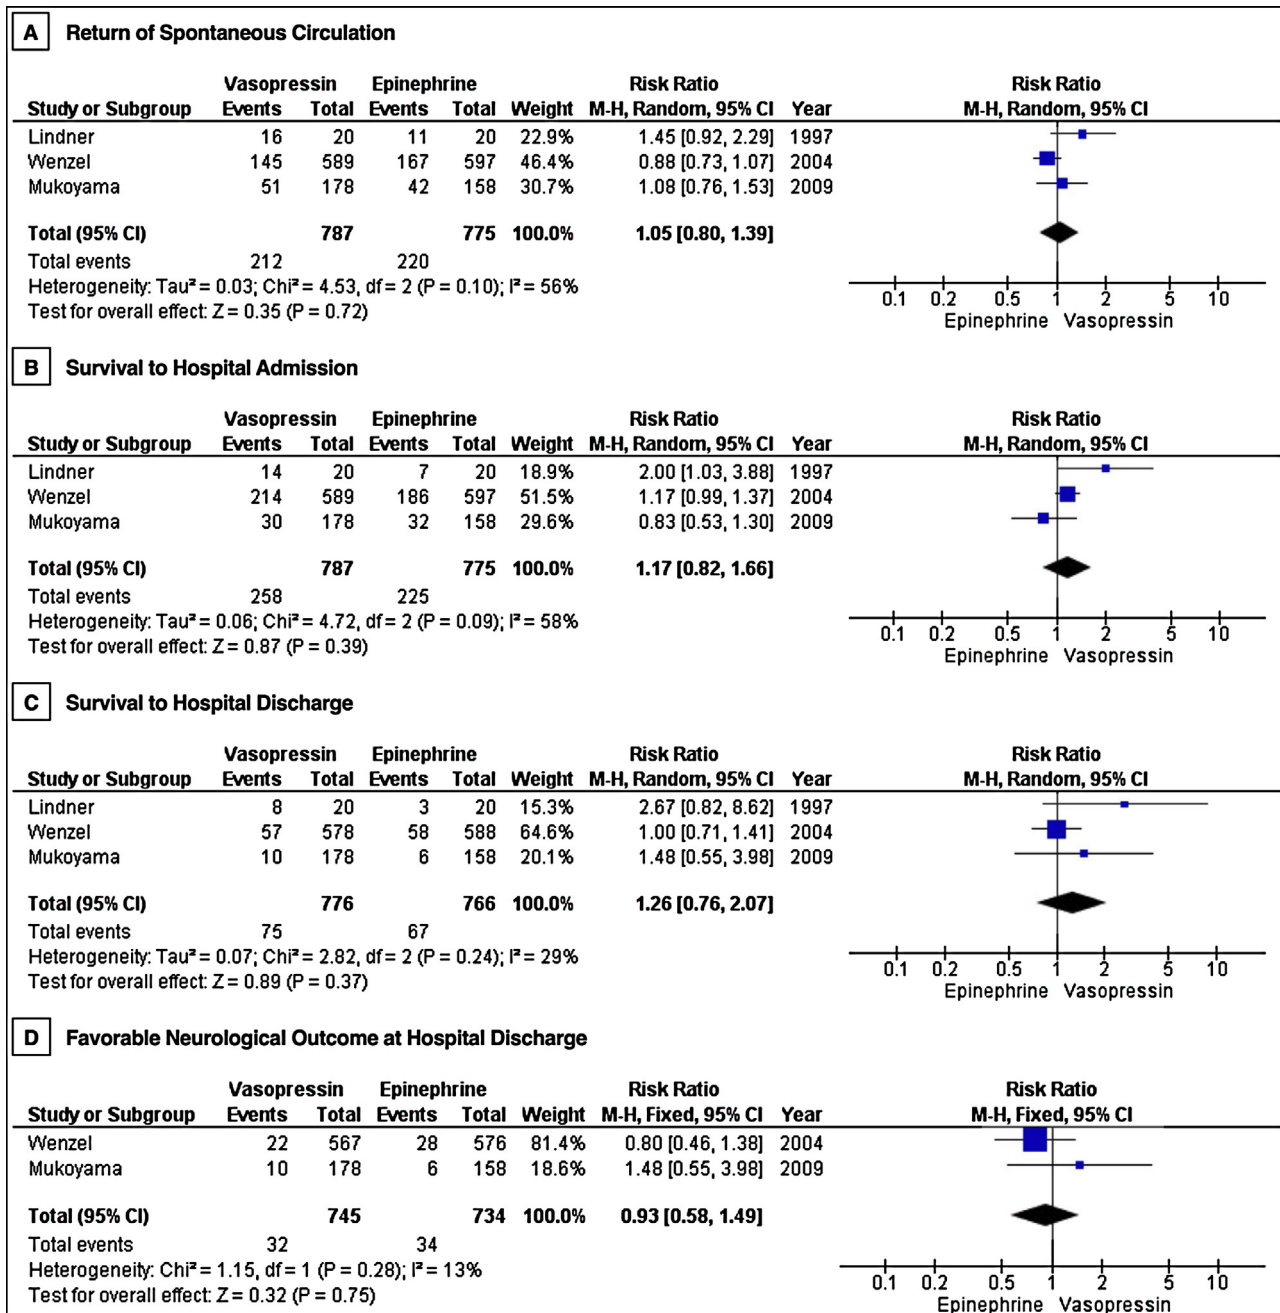 A Return of Spontaneous Circulation
Vasopressin Epinephrine Risk Ratio Risk Ratio
Study or Subgroup Events Total Events Total Weight M-H, Random, 95% CI Year M-H, Random, 95% CI
Lindner 16 20 11 20 22.9% 1.45 [0.92, 2.29] 1997
Wenzel 145 589 167 597 46.4% 0.88 [0.73, 1.07] 2004
Mukoyama 51 178 42 158 30.7% 1.08 [0.76, 1.53] 2009
Total (95% CI) 787 775 100.0% 1.05 [0.80, 1.39]
Total events 212 220
Heterogeneity: Tau² = 0.03; Chi² = 4.53, df = 2 (P = 0.10); I² = 56%
Test for overall effect: Z = 0.35 (P = 0.72)
0.1 0.2 0.5 1 2 5 10
Epinephrine Vasopressin
B Survival to Hospital Admission
Vasopressin Epinephrine Risk Ratio Risk Ratio
Study or Subgroup Events Total Events Total Weight M-H, Random, 95% CI Year M-H, Random, 95% CI
Lindner 14 20 7 20 18.9% 2.00 [1.03, 3.88] 1997
Wenzel 214 589 186 597 51.5% 1.17 [0.99, 1.37] 2004
Mukoyama 30 178 32 158 29.6% 0.83 [0.53, 1.30] 2009
Total (95% CI) 787 775 100.0% 1.17 [0.82, 1.66]
Total events 258 225
Heterogeneity: Tau² = 0.06; Chi² = 4.72, df = 2 (P = 0.09); I² = 58%
Test for overall effect: Z = 0.87 (P = 0.39)
0.1 0.2 0.5 1 2 5 10
Epinephrine Vasopressin
C Survival to Hospital Discharge
Vasopressin Epinephrine Risk Ratio Risk Ratio
Study or Subgroup Events Total Events Total Weight M-H, Random, 95% CI Year M-H, Random, 95% CI
Lindner 8 20 3 20 15.3% 2.67 [0.82, 8.62] 1997
Wenzel 57 578 58 588 64.6% 1.00 [0.71, 1.41] 2004
Mukoyama 10 178 6 158 20.1% 1.48 [0.55, 3.98] 2009
Total (95% CI) 776 766 100.0% 1.26 [0.76, 2.07]
Total events 75 67
Heterogeneity: Tau² = 0.07; Chi² = 2.82, df = 2 (P = 0.24); I² = 29%
Test for overall effect: Z = 0.89 (P = 0.37)
0.1 0.2 0.5 1 2 5 10
Epinephrine Vasopressin
D Favorable Neurological Outcome at Hospital Discharge
Vasopressin Epinephrine Risk Ratio Risk Ratio
Study or Subgroup Events Total Events Total Weight M-H, Fixed, 95% CI Year M-H, Fixed, 95% CI
Wenzel 22 567 28 576 81.4% 0.80 [0.46, 1.38] 2004
Mukoyama 10 178 6 158 18.6% 1.48 [0.55, 3.98] 2009
Total (95% CI) 745 734 100.0% 0.93 [0.58, 1.49]
Total events 32 34
Heterogeneity: Chi² = 1.15, df = 1 (P = 0.28); I² = 13%
Test for overall effect: Z = 0.32 (P = 0.75)
0.1 0.2 0.5 1 2 5 10
Epinephrine Vasopressin